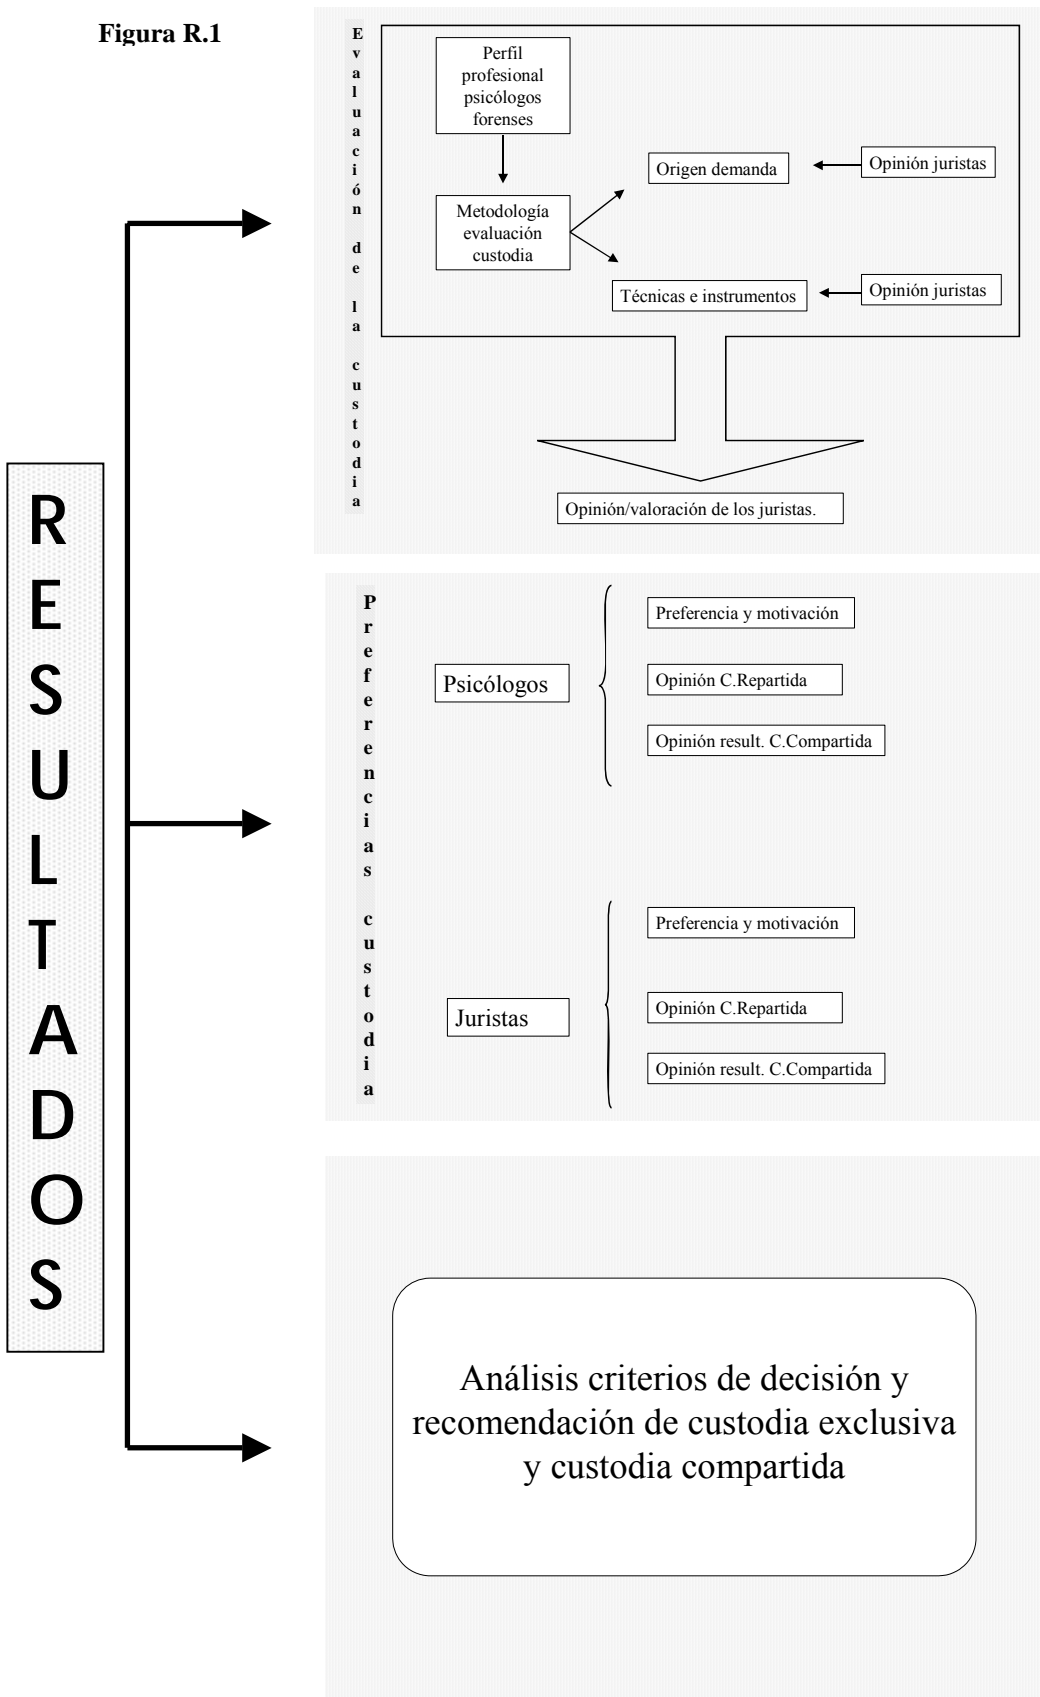 Figura R.1
RESULTADOS
Evaluación de la custodia
Perfil
profesional
psicólogos
forenses
Origen demanda
Opinión juristas
Metodología
evaluación
custodia
Técnicas e instrumentos
Opinión juristas
Opinión/valoración de los juristas.
Preferencias custodia
Psicólogos
Preferencia y motivación
Opinión C.Repartida
Opinión result. C.Compartida
Juristas
Preferencia y motivación
Opinión C.Repartida
Opinión result. C.Compartida
Análisis criterios de decisión y
recomendación de custodia exclusiva
y custodia compartida